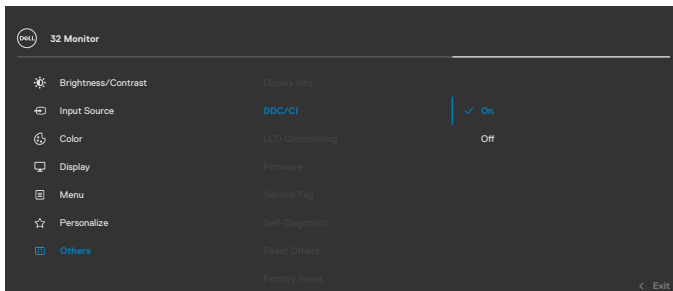 DELL 32 Monitor
Brightness/Contrast Display Info
Input Source DDC/CI On
Color LCD Conditioning Off
Display Firmware
Menu Service Tag
Personalize Self-Diagnostic
Others Reset Others
Factory Reset
Exit